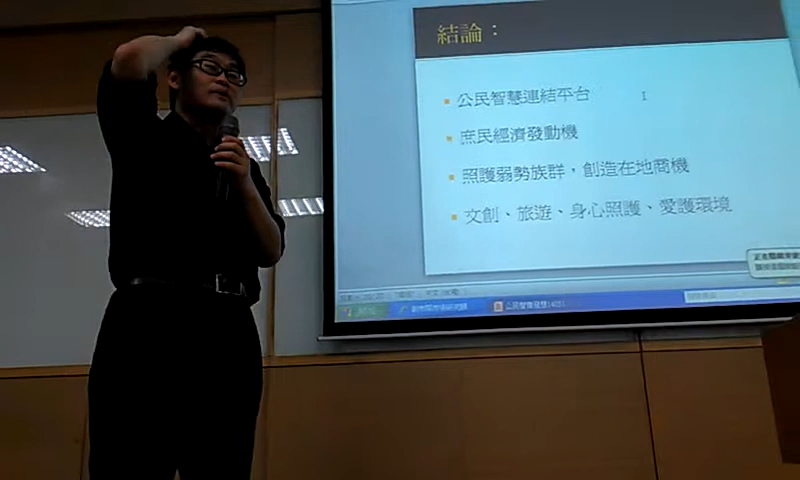 結論：
公民智慧連結平台
庶民經濟發動機
照護弱勢族群，創造在地商機
文創、旅遊、身心照護、愛護環境